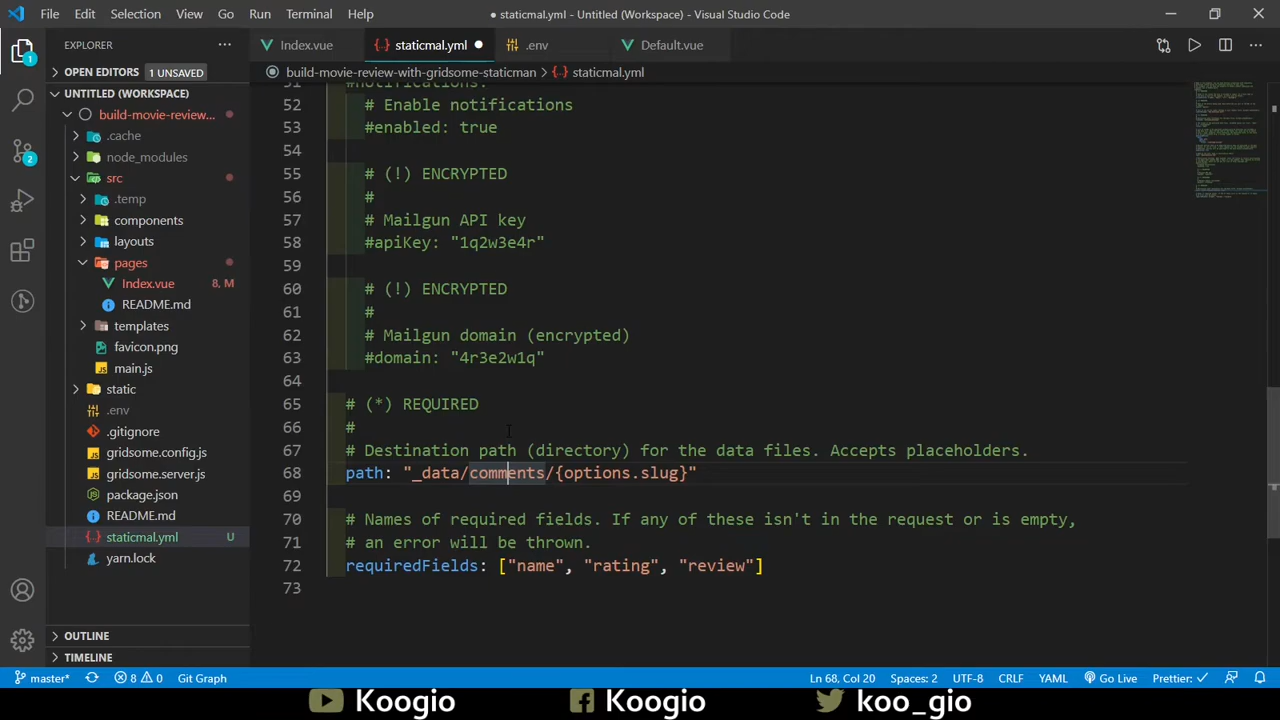 File Edit Selection View Go Run Terminal Help
● staticmal.yml - Untitled (Workspace) - Visual Studio Code
EXPLORER
Index.vue
staticmal.yml
.env
Default.vue
OPEN EDITORS 1 UNSAVED
build-movie-review-with-gridsome-staticman > staticmal.yml
UNTITLED (WORKSPACE)
build-movie-review...
.cache
node_modules
src
.temp
components
layouts
pages
Index.vue 8, M
README.md
templates
favicon.png
main.js
static
.env
.gitignore
gridsome.config.js
gridsome.server.js
package.json
README.md
staticmal.yml U
yarn.lock
OUTLINE
TIMELINE
1
2
51 #notifications:
52 # Enable notifications
53 #enabled: true
54
55 # (!) ENCRYPTED
56 #
57 # Mailgun API key
58 #apiKey: "1q2w3e4r"
59
60 # (!) ENCRYPTED
61 #
62 # Mailgun domain (encrypted)
63 #domain: "4r3e2w1q"
64
65 # (*) REQUIRED
66 #
67 # Destination path (directory) for the data files. Accepts placeholders.
68 path: "_data/comments/{options.slug}"
69
70 # Names of required fields. If any of these isn't in the request or is empty,
71 # an error will be thrown.
72 requiredFields: ["name", "rating", "review"]
73
master* 8 0 Git Graph Ln 68, Col 20 Spaces: 2 UTF-8 CRLF YAML Go Live Prettier: ✓
Koogio Koogio koo_gio